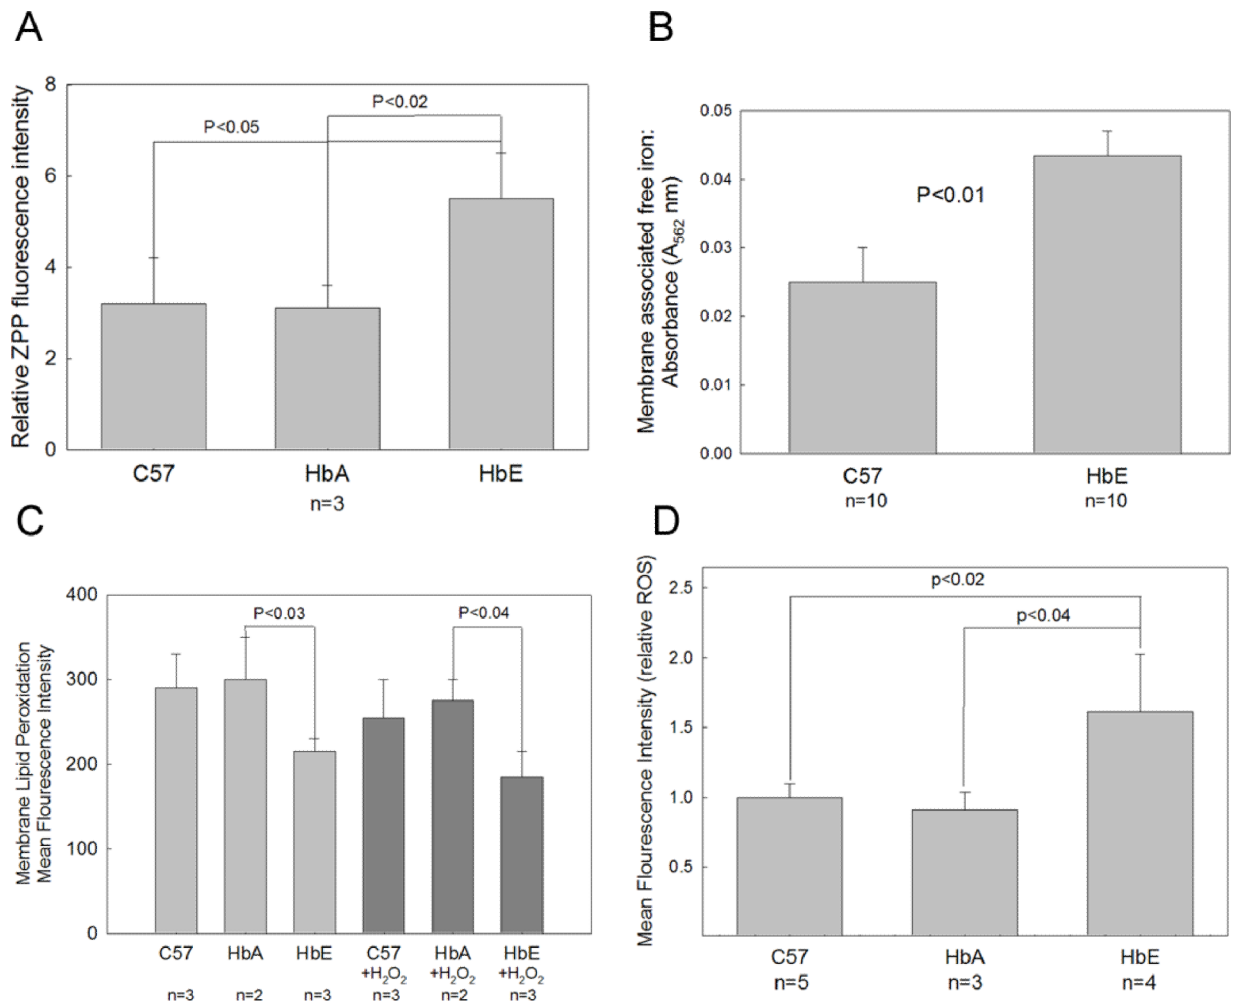 A
Relative ZPP fluorescence intensity
8
6
4
2
0
P<0.05
P<0.02
C57
HbA
HbE
n=3
B
Membrane associated free iron:
Absorbance (A562 nm)
0.05
0.04
0.03
0.02
0.01
0.00
P<0.01
C57
HbE
n=10
n=10
C
Membrane Lipid Peroxidation
Mean Flourescence Intensity
400
300
200
100
0
P<0.03
P<0.04
C57
HbA
HbE
C57
HbA
HbE
+H2O2
+H2O2
+H2O2
n=3
n=2
n=3
n=3
n=2
n=3
D
Mean Flourescence Intensity (relative ROS)
2.5
2.0
1.5
1.0
0.5
p<0.02
p<0.04
C57
HbA
HbE
n=5
n=3
n=4